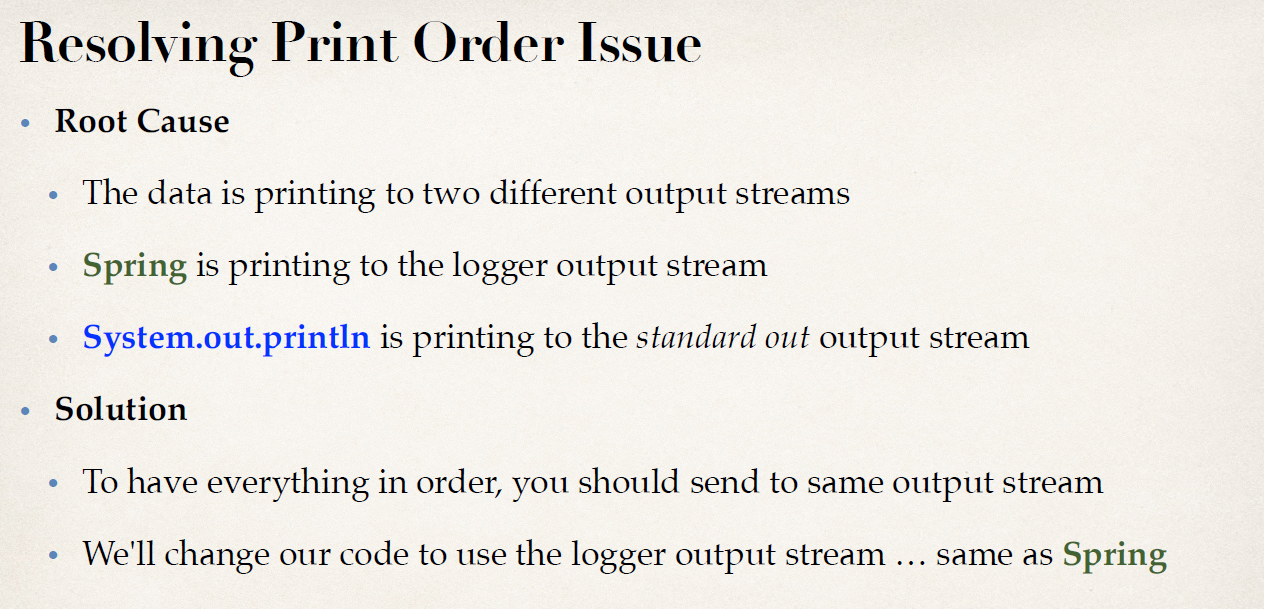 Resolving Print Order Issue
• Root Cause
• The data is printing to two different output streams
• Spring is printing to the logger output stream
• System.out.println is printing to the standard out output stream
• Solution
• To have everything in order, you should send to same output stream
• We'll change our code to use the logger output stream … same as Spring